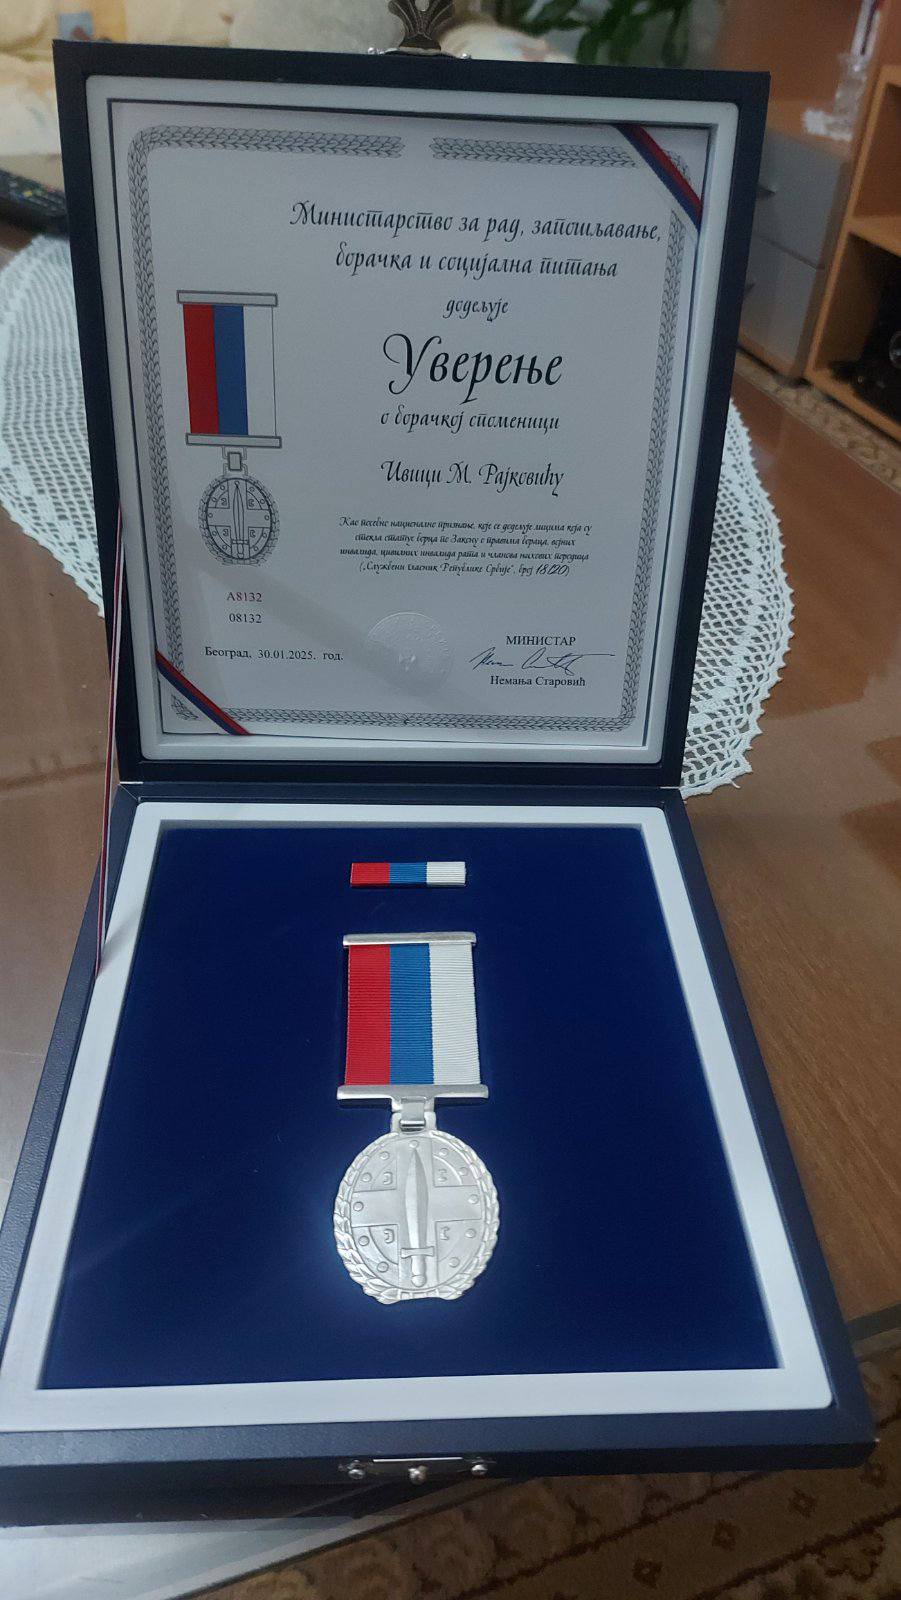 Министарство за рад, запошљавање,
борачка и социјална питања
додељује
Уверење
о борачкој споменици
Ивици М. Рајковићу
Као посебно национално признање, које се додељује лицима која су
стекла статус борца по Закону о правима бораца, војних
инвалида, цивилних инвалида рата и чланова њихових породица
(„Службени гласник Републике Србије", број 18/20)
А8132
08132
Београд, 30.01.2025. год.
МИНИСТАР
Немања Старовић